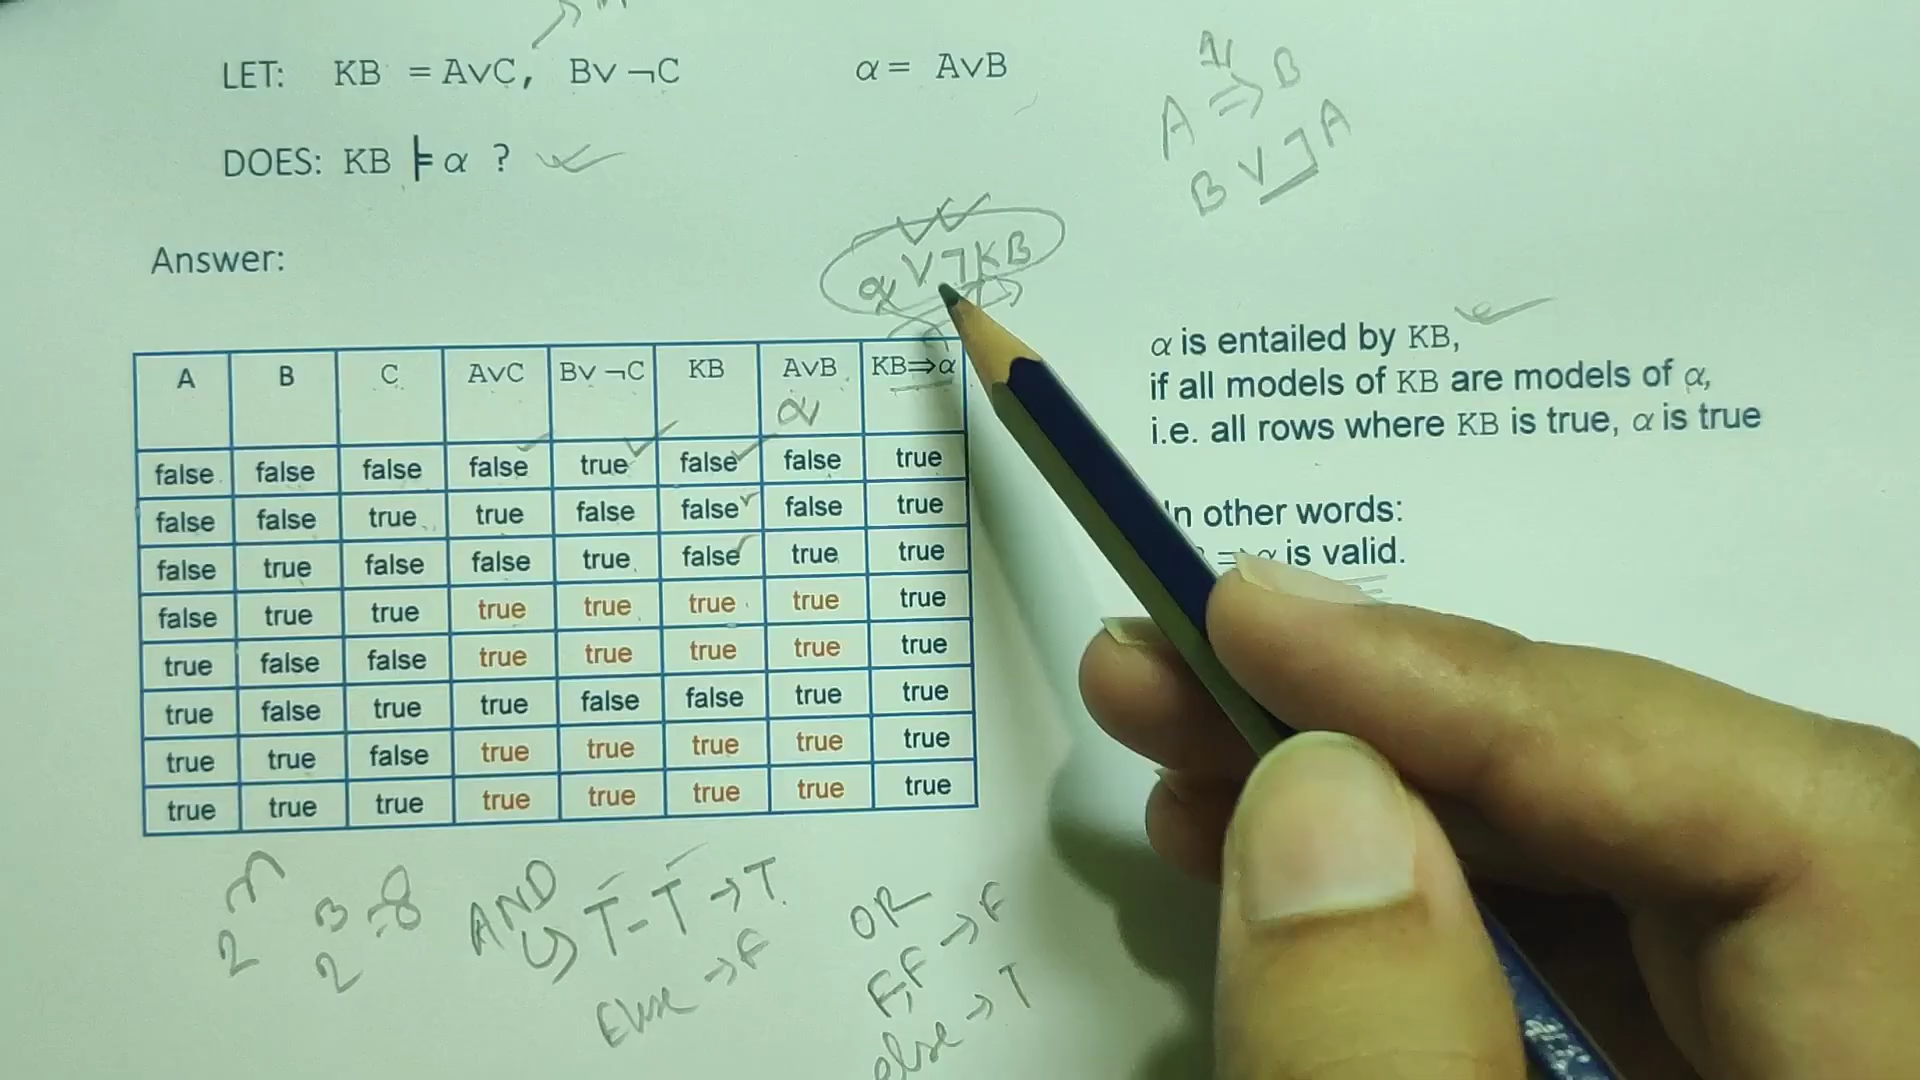 LET: KB = A∨C, B∨¬C α = A∨B
DOES: KB ⊨ α ?
A ⇒ B
B ∨ ¬A
Answer:
α ∨ ¬KB
A B C A∨C B∨¬C KB A∨B KB⇒α
α
false false false false true false false true
false false true true false false false true
false true false false true false true true
false true true true true true true true
true false false true true true true true
true false true true false false true true
true true false true true true true true
true true true true true true true true
α is entailed by KB,
if all models of KB are models of α,
i.e. all rows where KB is true, α is true
In other words:
⇒ α is valid.
2ⁿ 2³ = 8
AND
T - T → T
Else → F
OR
F, F → F
else → T